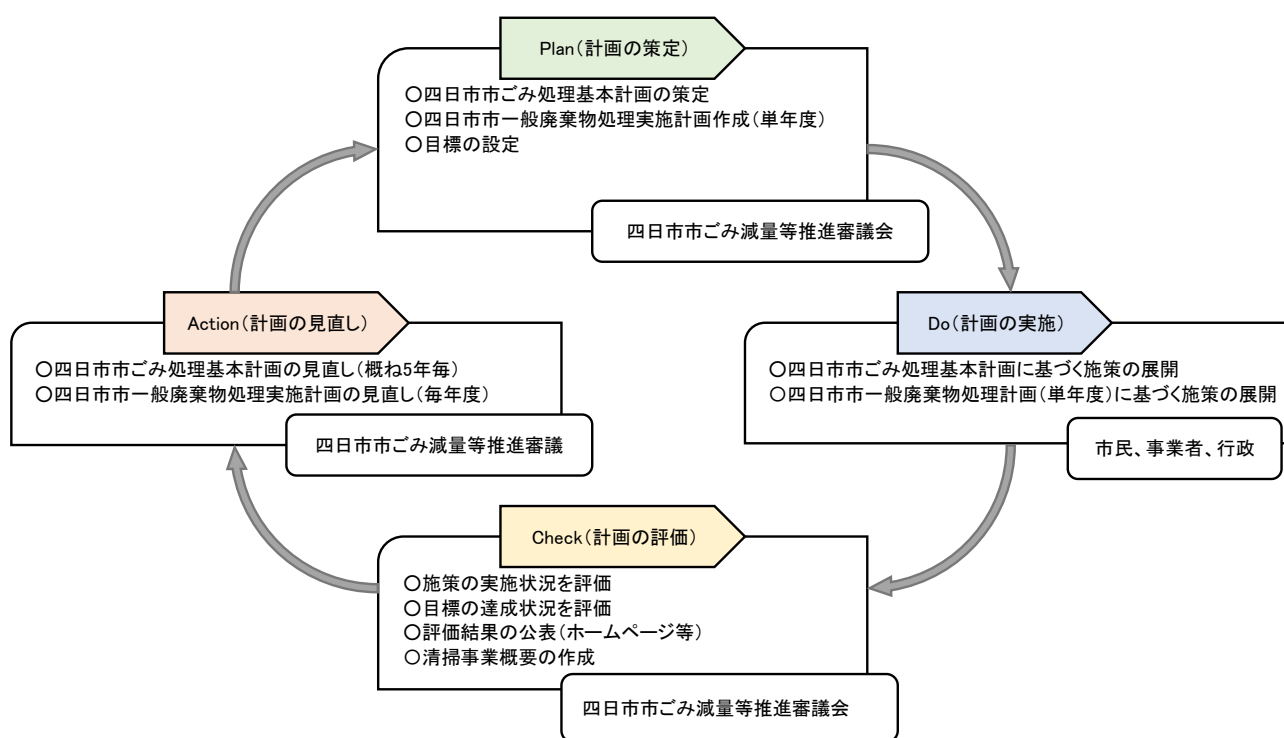 Plan(計画の策定)
○四日市市ごみ処理基本計画の策定
○四日市市一般廃棄物処理実施計画作成(単年度)
○目標の設定
四日市市ごみ減量等推進審議会
Do(計画の実施)
○四日市市ごみ処理基本計画に基づく施策の展開
○四日市市一般廃棄物処理計画(単年度)に基づく施策の展開
市民、事業者、行政
Check(計画の評価)
○施策の実施状況を評価
○目標の達成状況を評価
○評価結果の公表(ホームページ等)
○清掃事業概要の作成
四日市市ごみ減量等推進審議会
Action(計画の見直し)
○四日市市ごみ処理基本計画の見直し(概ね5年毎)
○四日市市一般廃棄物処理実施計画の見直し(毎年度)
四日市市ごみ減量等推進審議